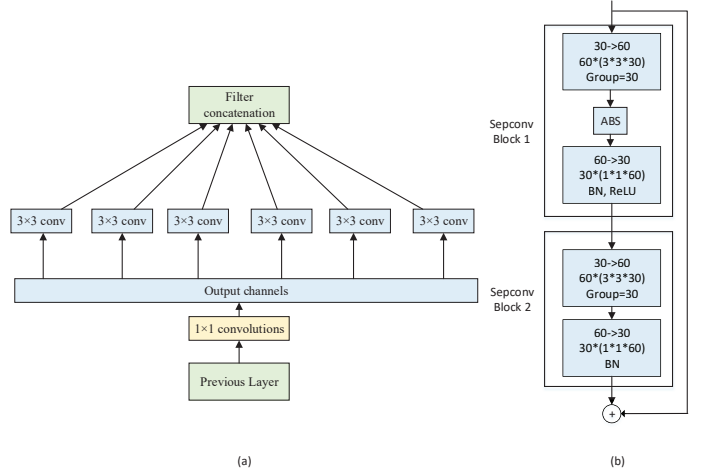 Filter
concatenation
3×3 conv
3×3 conv
3×3 conv
3×3 conv
3×3 conv
3×3 conv
Output channels
1×1 convolutions
Previous Layer
(a)
30->60
60*(3*3*30)
Group=30
ABS
Sepconv
Block 1
60->30
30*(1*1*60)
BN, ReLU
30->60
60*(3*3*30)
Group=30
Sepconv
Block 2
60->30
30*(1*1*60)
BN
+
(b)